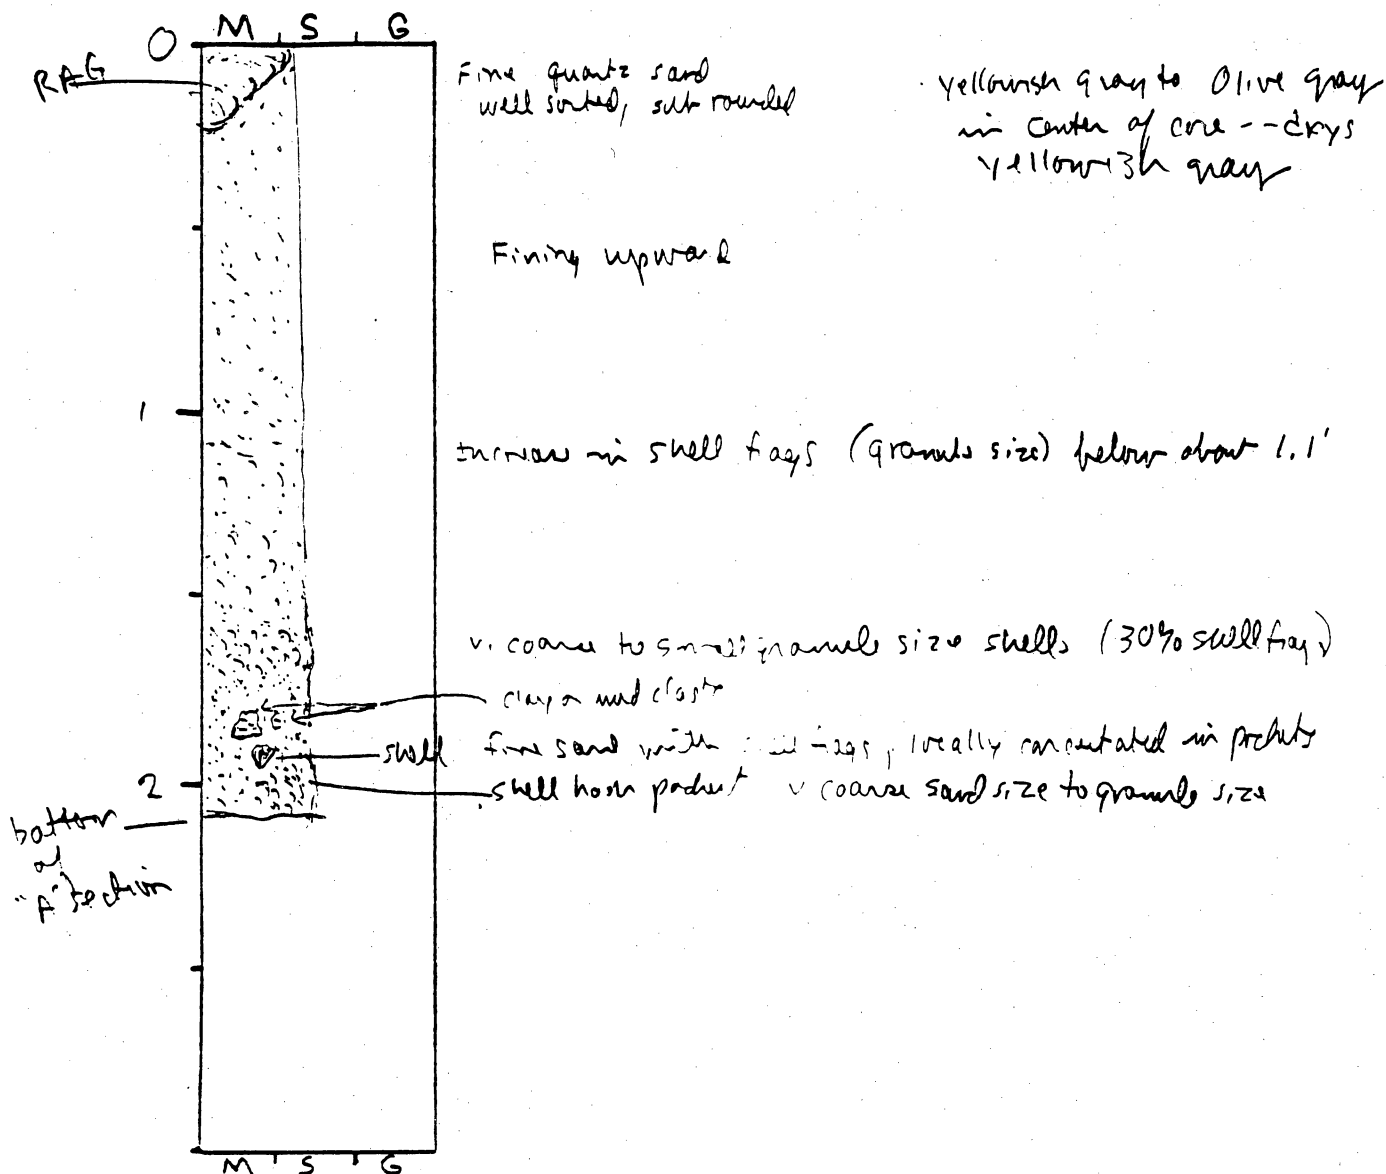 M S G
0
RAG
Fine quartz sand
well sorted, sub rounded
yellowish gray to Olive gray
in center of core -- drys
yellowish gray
Fining upward
1
Increase in shell frags (granule size) below about 1.1'
v. coarse to small granule size shells (30% shell frags)
clay or mud clasts
shell
fine sand with frags, locally concentrated in pockets
2
shell hash pocket v coarse sand size to granule size
bottom
of
"A" section
M S G